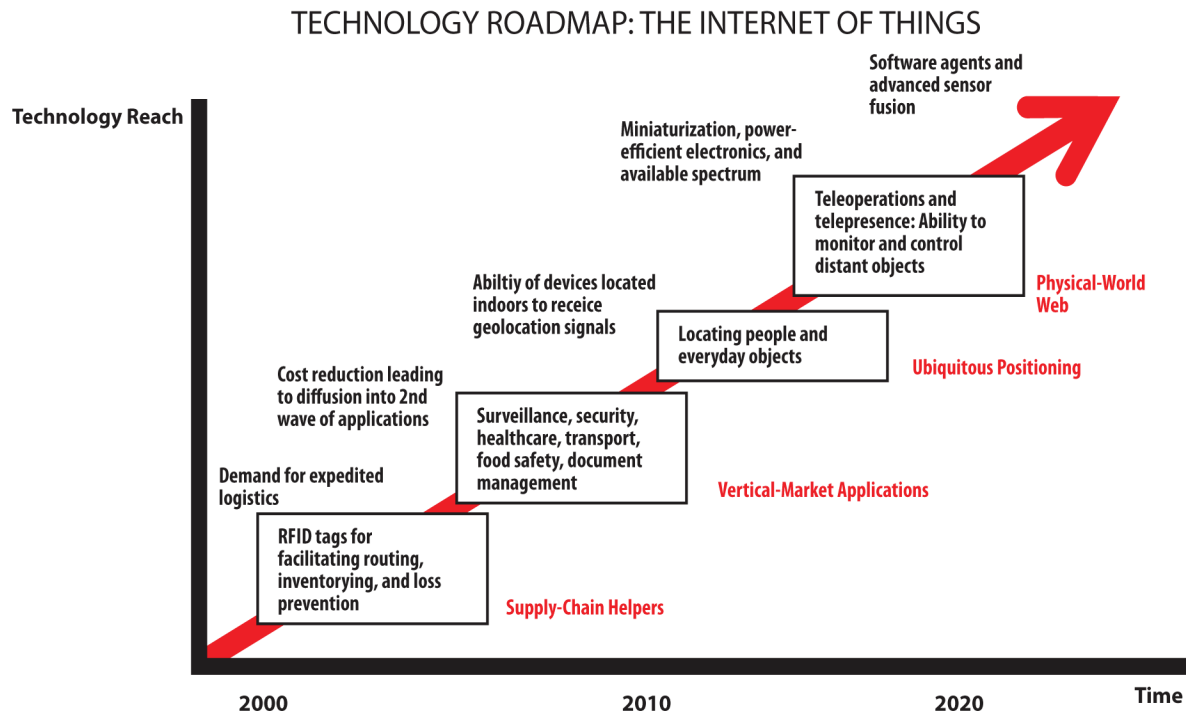 TECHNOLOGY ROADMAP: THE INTERNET OF THINGS
Software agents and
advanced sensor
fusion
Technology Reach
Miniaturization, power-
efficient electronics, and
available spectrum
Teleoperations and
telepresence: Ability to
monitor and control
distant objects
Physical-World
Web
Abiltiy of devices located
indoors to receice
geolocation signals
Locating people and
everyday objects
Ubiquitous Positioning
Cost reduction leading
to diffusion into 2nd
wave of applications
Surveillance, security,
healthcare, transport,
food safety, document
management
Vertical-Market Applications
Demand for expedited
logistics
RFID tags for
facilitating routing,
inventorying, and loss
prevention
Supply-Chain Helpers
2000
2010
2020
Time